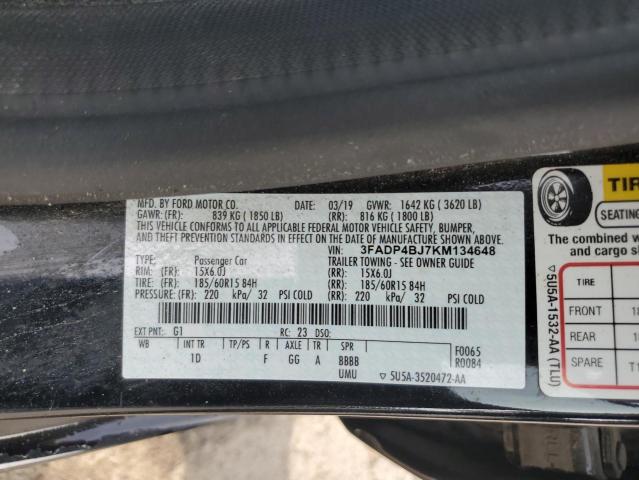 MFD. BY FORD MOTOR CO. DATE: 03/19 GVWR: 1642 KG ( 3620 LB)
GAWR: (FR): 839 KG ( 1850 LB) (RR): 816 KG ( 1800 LB)
THIS VEHICLE CONFORMS TO ALL APPLICABLE FEDERAL MOTOR VEHICLE SAFETY, BUMPER,
AND THEFT PREVENTION STANDARDS IN EFFECT ON THE DATE OF MANUFACTURE SHOWN ABOVE.
VIN: 3FADP4BJ7KM134648
TYPE: Passenger Car TRAILER TOWING - SEE OWNER GUIDE
RIM: (FR): 15X6.0J (RR): 15X6.0J
TIRE: (FR): 185/60R15 84H (RR): 185/60R15 84H
PRESSURE: (FR): 220 kPa/ 32 PSI COLD (RR): 220 kPa/ 32 PSI COLD
EXT PNT: G1 RC: 23 DSO:
WB INT TR TP/PS R AXLE TR SPR F0065
1D F GG A BBBB R0084
UMU ▽ 5U5A-3520472-AA
TIR
SEATING
The combined w
and cargo s
TIRE
FRONT 18
REAR 1
SPARE T1
▽ 5U5A-1532-AA (TLU)